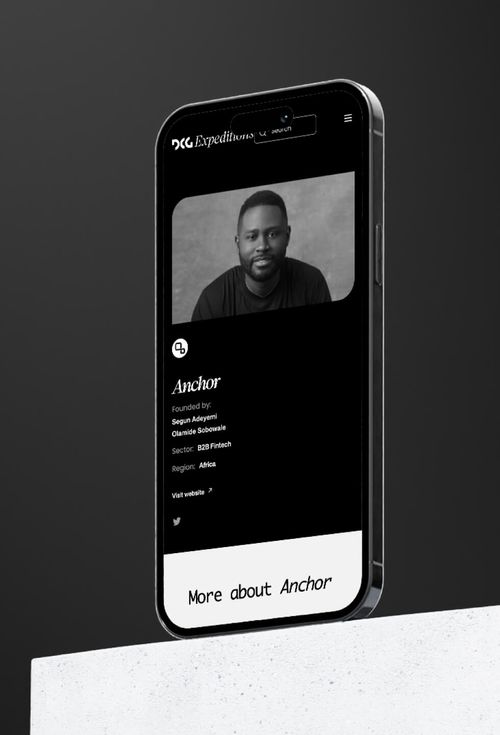 DCG Expeditions
Search
Anchor
Founded by:
Segun Adeyemi
Olamide Sobowale
Sector: B2B Fintech
Region: Africa
Visit website ↗
More about Anchor